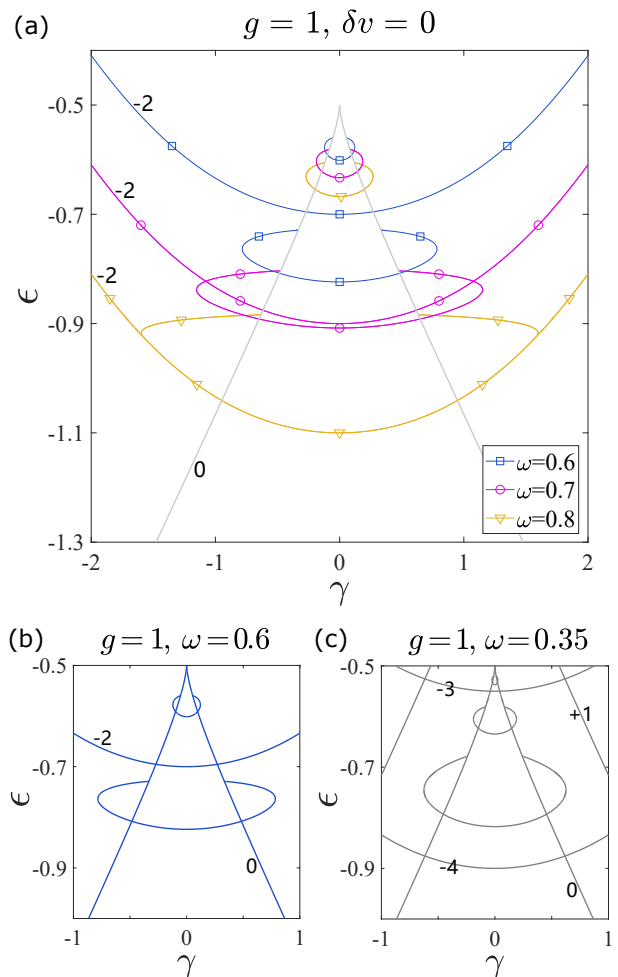 (a) g = 1, δv = 0
-0.5
-0.7
-0.9
-1.1
-1.3
ϵ
-2
-2
-2
0
ω=0.6
ω=0.7
ω=0.8
-2 -1 0 1 2
γ
(b) g=1, ω=0.6
-0.5
-0.7
-0.9
ϵ
-2
0
-1 0 1
γ
(c) g=1, ω=0.35
-0.5
-0.7
-0.9
ϵ
-3
+1
-4
0
-1 0 1
γ